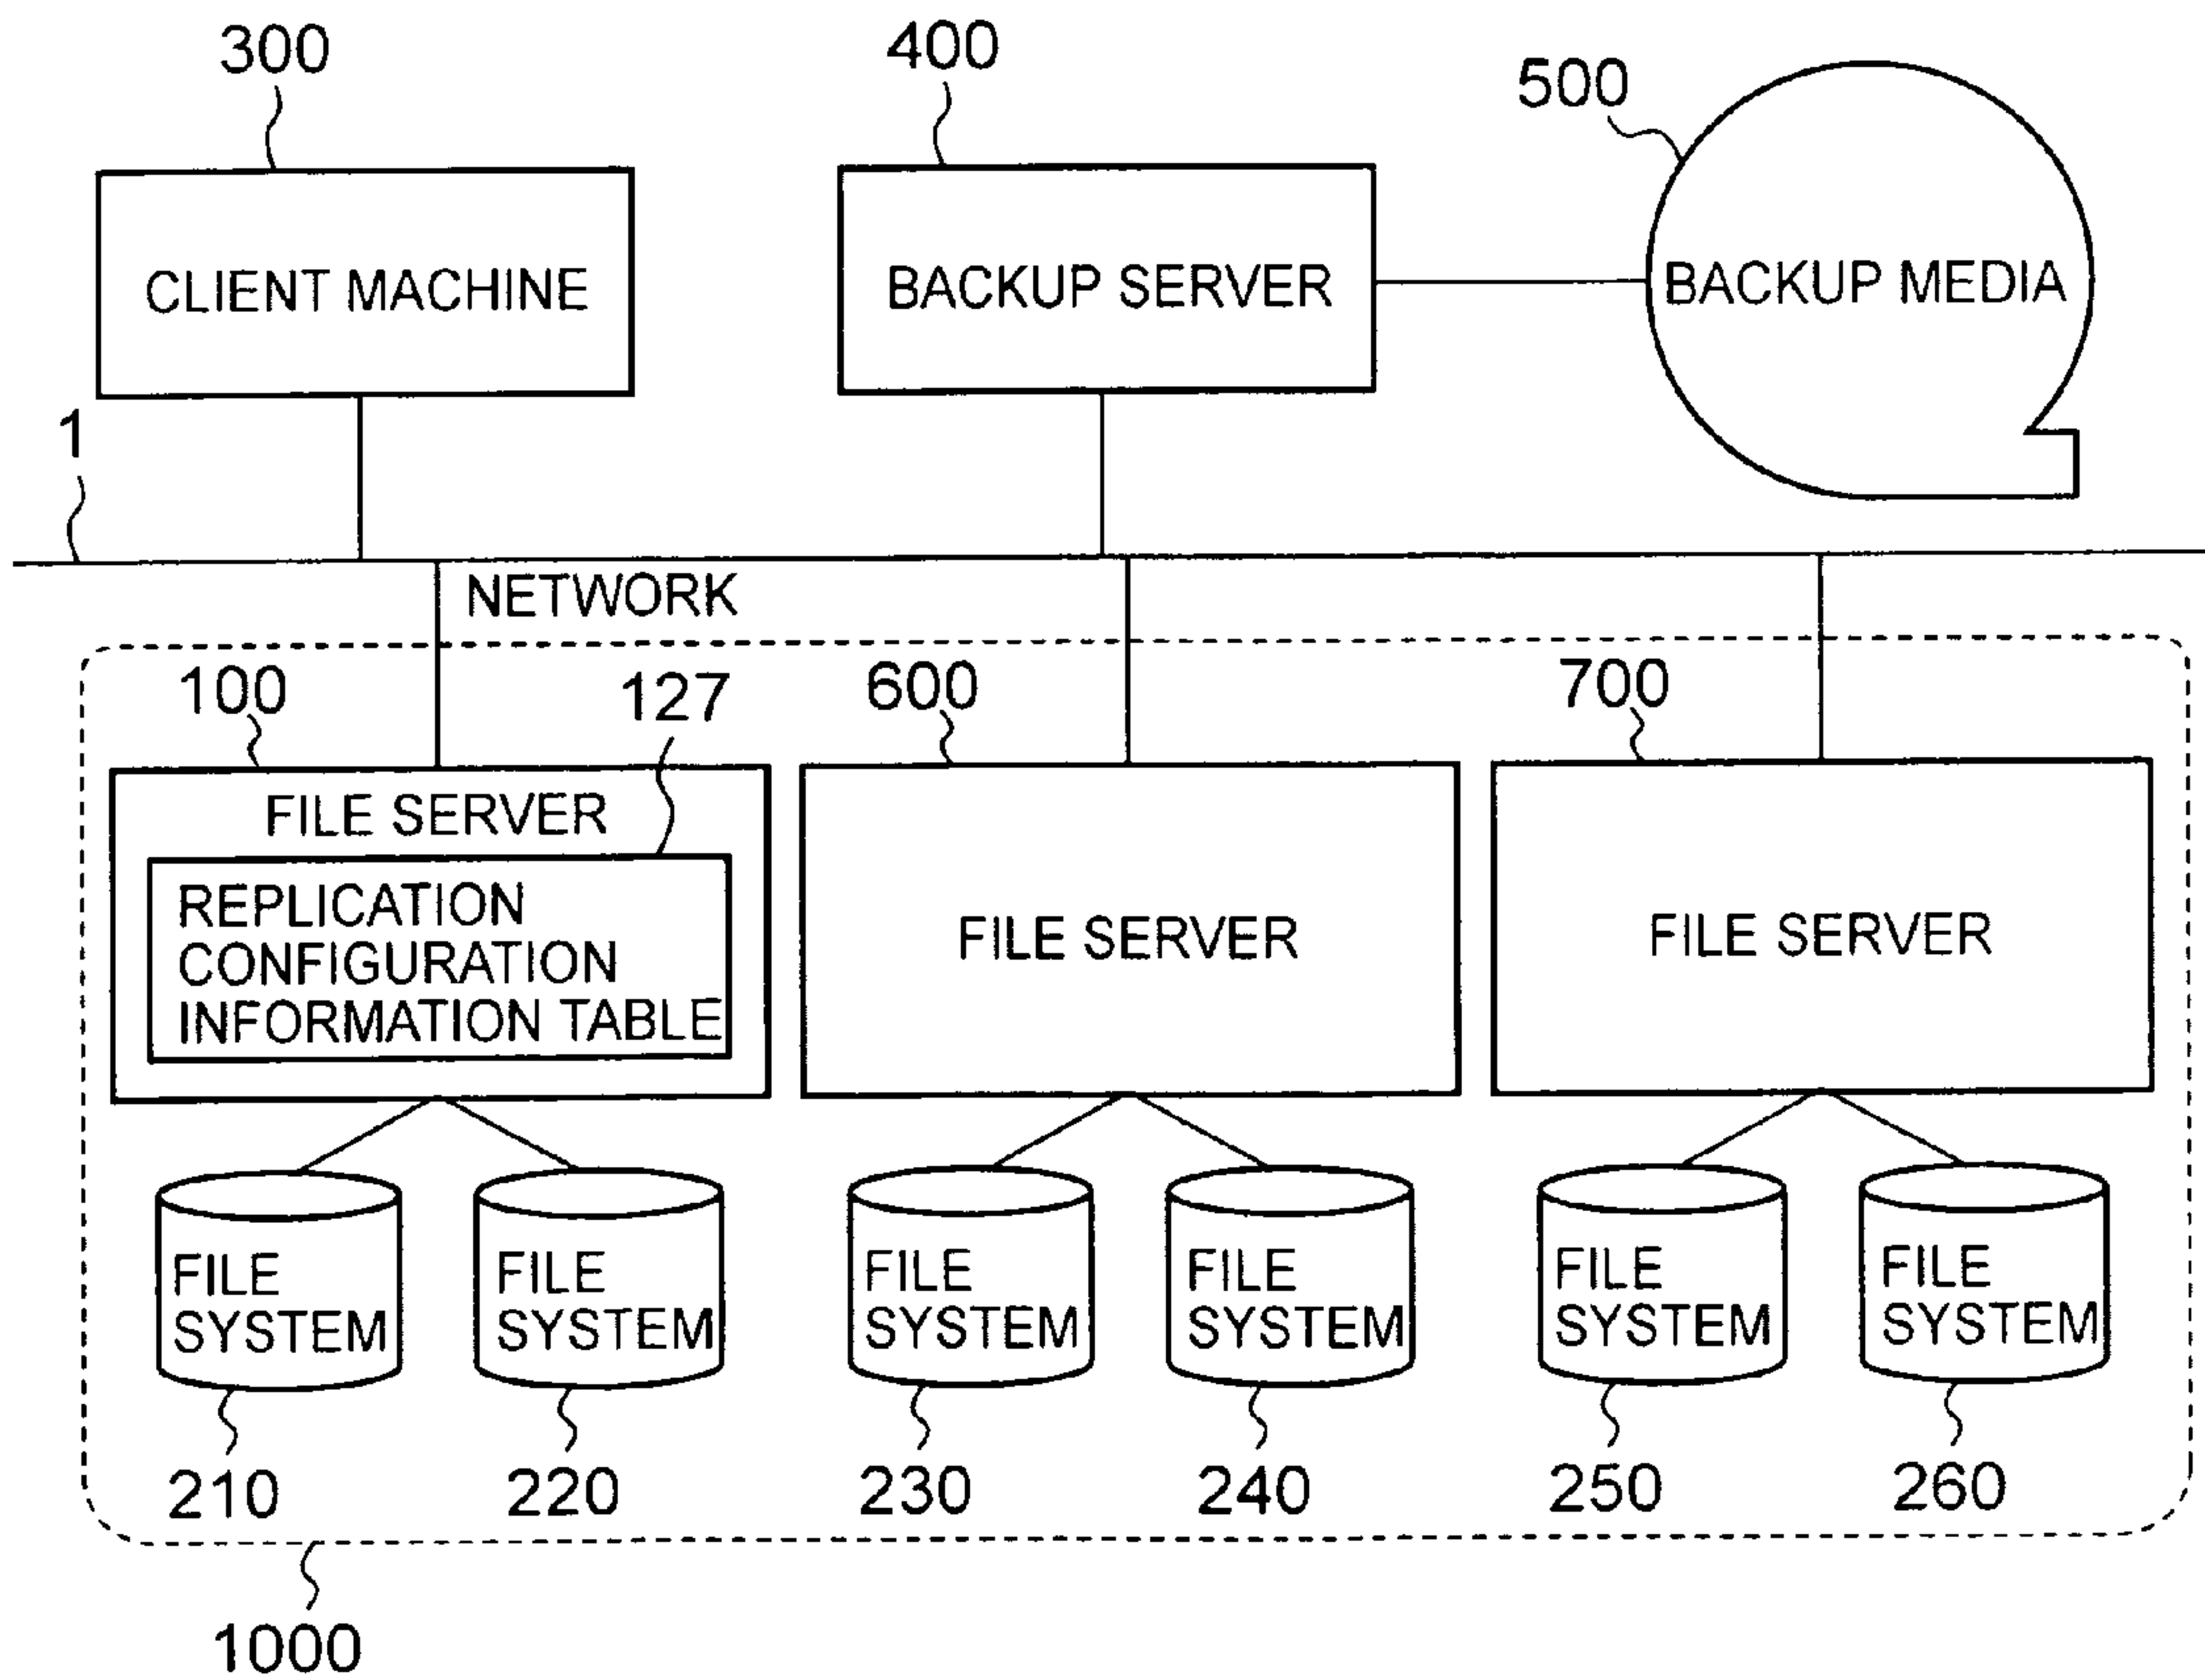 300
400
500
CLIENT MACHINE
BACKUP SERVER
BACKUP MEDIA
1
NETWORK
100
127
600
700
FILE SERVER
REPLICATION
CONFIGURATION
INFORMATION TABLE
FILE SERVER
FILE SERVER
FILE
SYSTEM
FILE
SYSTEM
FILE
SYSTEM
FILE
SYSTEM
FILE
SYSTEM
FILE
SYSTEM
210
220
230
240
250
260
1000